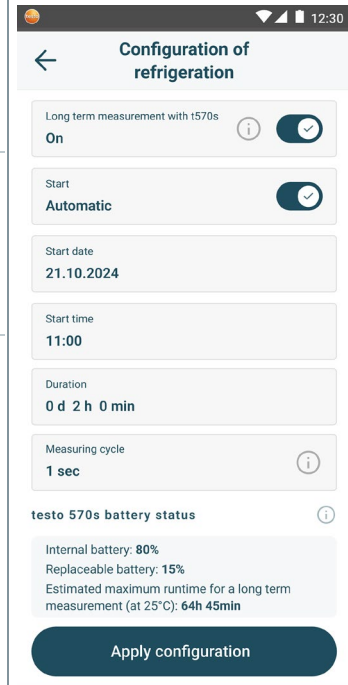 testo
12:30
Configuration of
refrigeration
Long term measurement with t570s
On
Start
Automatic
Start date
21.10.2024
Start time
11:00
Duration
0 d 2 h 0 min
Measuring cycle
1 sec
testo 570s battery status
Internal battery: 80%
Replaceable battery: 15%
Estimated maximum runtime for a long term
measurement (at 25°C): 64h 45min
Apply configuration